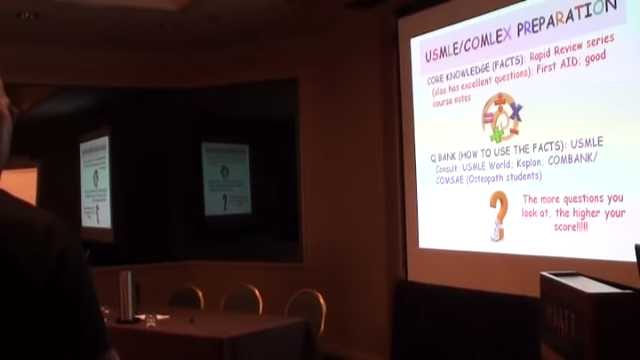 USMLE/COMLEX PREPARATION
CORE KNOWLEDGE (FACTS): Rapid Review series
(also has excellent questions); First AID; good
course notes
Q BANK (HOW TO USE THE FACTS): USMLE
Consult; USMLE World; Kaplan; COMBANK/
COMSAE (Osteopath students)
The more questions you
look at, the higher your
score!!!!!
HYATT